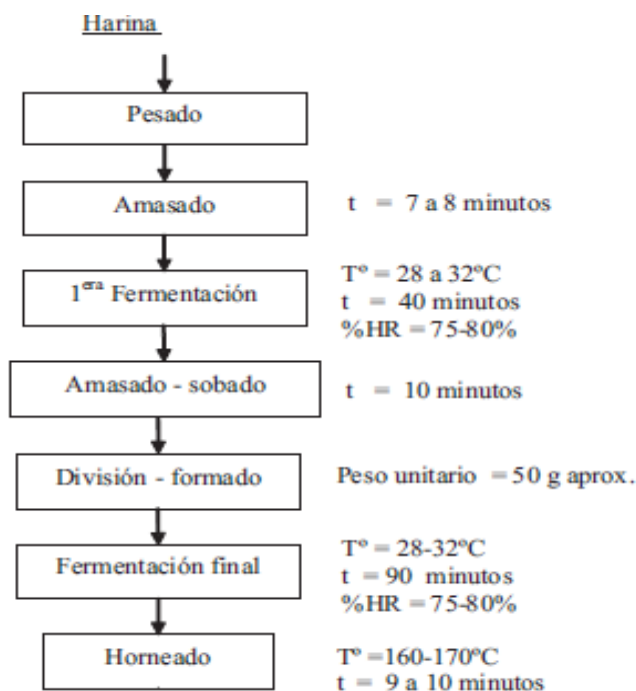 Harina
Pesado
Amasado
t = 7 a 8 minutos
1era Fermentación
Tº = 28 a 32ºC
t = 40 minutos
%HR = 75-80%
Amasado - sobado
t = 10 minutos
División - formado
Peso unitario = 50 g aprox.
Fermentación final
Tº = 28-32ºC
t = 90 minutos
%HR = 75-80%
Horneado
Tº =160-170ºC
t = 9 a 10 minutos